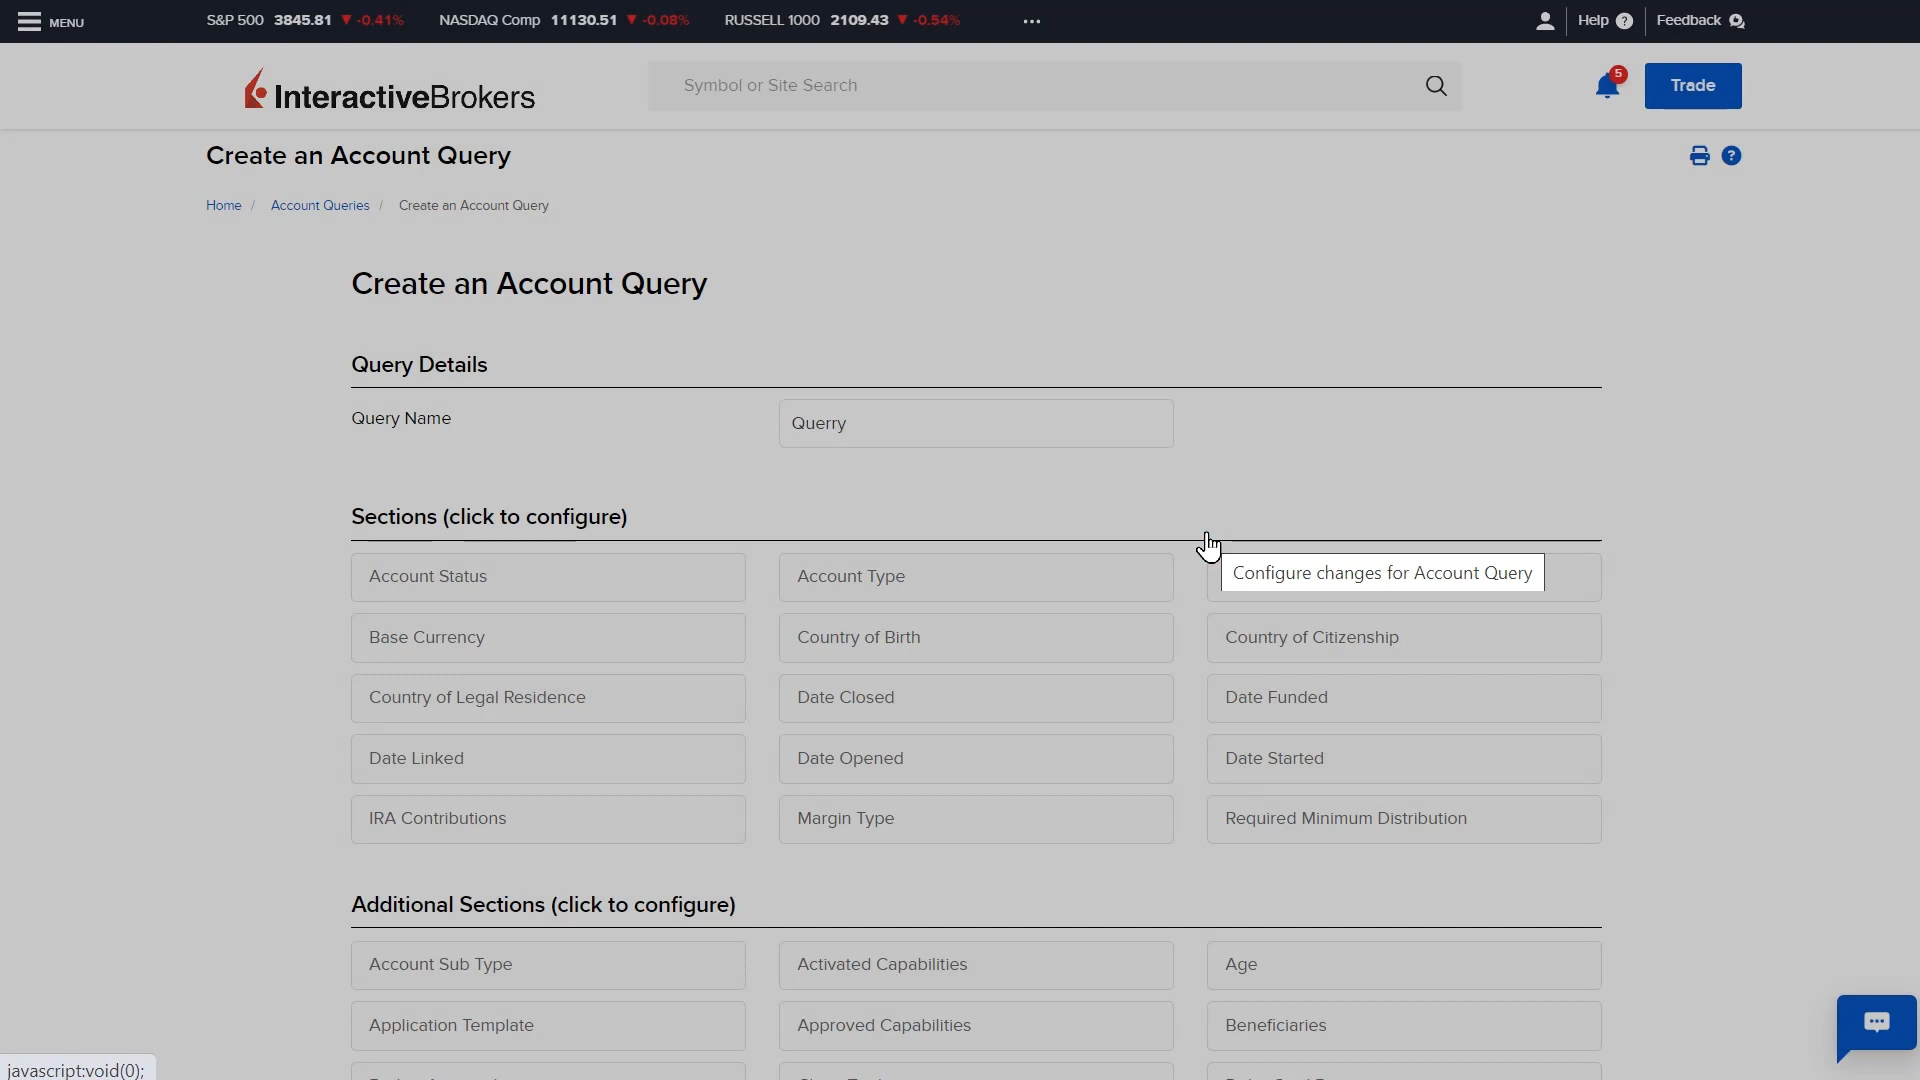 MENU
S&P 500 3845.81 ▼ -0.41% NASDAQ Comp 11130.51 ▼ -0.08% RUSSELL 1000 2109.43 ▼ -0.54% ...
Help ? Feedback
InteractiveBrokers
Symbol or Site Search
5
Trade
Create an Account Query
?
Home / Account Queries / Create an Account Query
Create an Account Query
Query Details
Query Name Querry
Sections (click to configure)
Configure changes for Account Query
Account Status Account Type
Base Currency Country of Birth Country of Citizenship
Country of Legal Residence Date Closed Date Funded
Date Linked Date Opened Date Started
IRA Contributions Margin Type Required Minimum Distribution
Additional Sections (click to configure)
Account Sub Type Activated Capabilities Age
Application Template Approved Capabilities Beneficiaries
javascript:void(0);